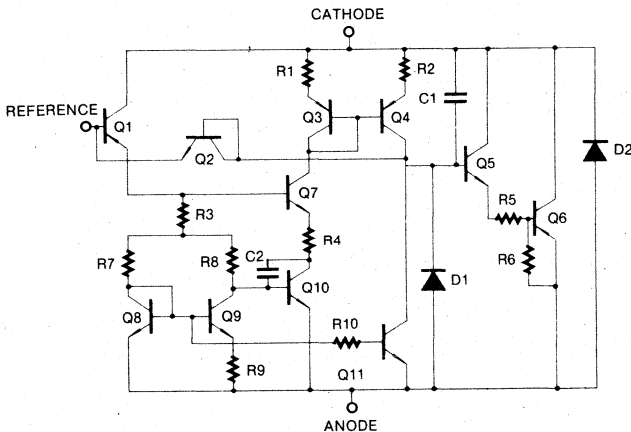 CATHODE
R1
R2
C1
REFERENCE
Q1
Q3
Q4
Q2
Q5
D2
Q7
R3
R5
Q6
R4
R7
R8
C2
R6
D1
Q10
Q8
Q9
R10
R9
Q11
ANODE